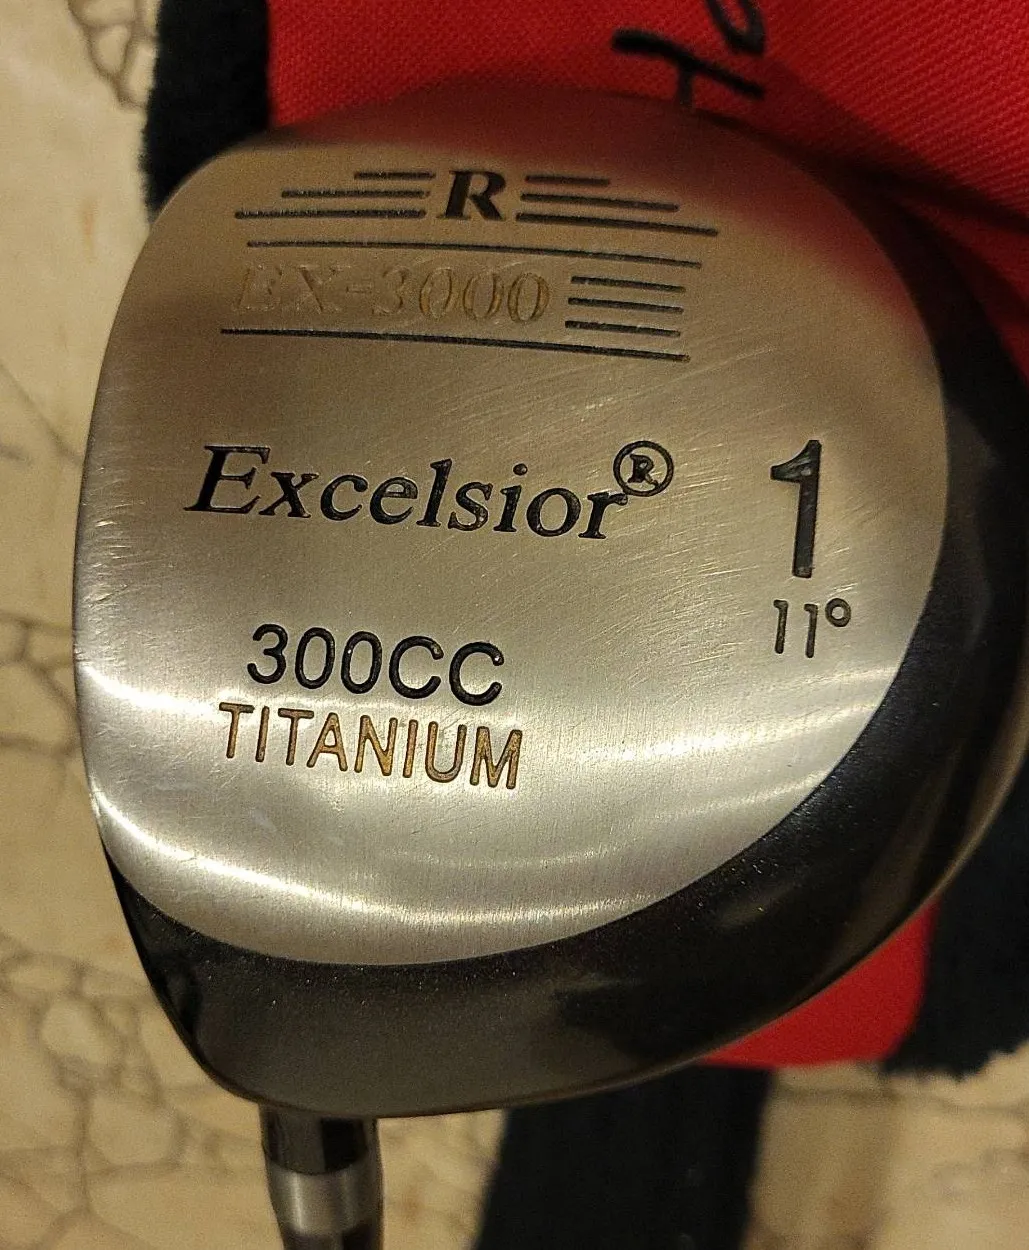 R
EX-3000
Excelsior®
1
11°
300CC
TITANIUM